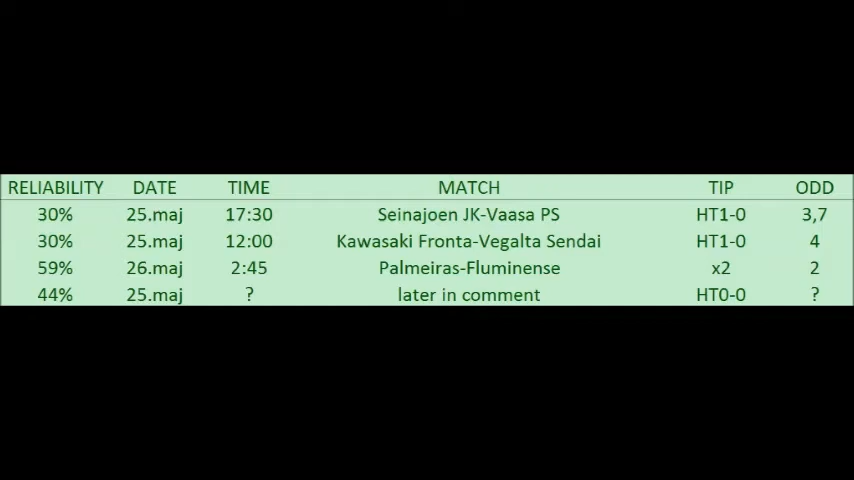 RELIABILITY DATE TIME MATCH TIP ODD
30% 25.maj 17:30 Seinajoen JK-Vaasa PS HT1-0 3,7
30% 25.maj 12:00 Kawasaki Fronta-Vegalta Sendai HT1-0 4
59% 26.maj 2:45 Palmeiras-Fluminense x2 2
44% 25.maj ? later in comment HT0-0 ?